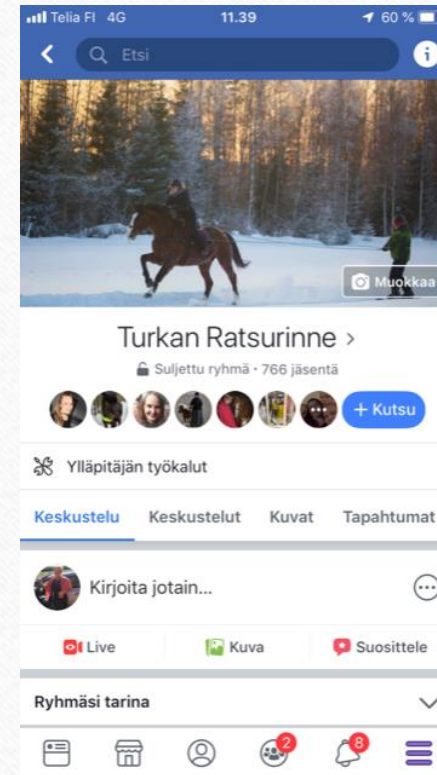 Telia FI 4G 11.39 60 %
Etsi
Muokkaa
Turkan Ratsurinne >
Suljettu ryhmä · 766 jäsentä
+ Kutsu
Ylläpitäjän työkalut
Keskustelu Keskustelut Kuvat Tapahtumat
Kirjoita jotain...
Live Kuva Suosittele
Ryhmäsi tarina
2 8